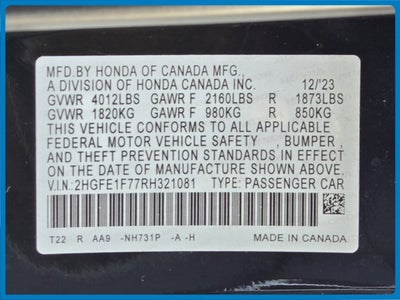 MFD.BY HONDA OF CANADA MFG.,
A DIVISION OF HONDA CANADA INC. 12/'23
GVWR 4012LBS GAWR F 2160LBS R 1873LBS
GVWR 1820KG GAWR F 980KG R 850KG
THIS VEHICLE CONFORMS TO ALL APPLICABLE
FEDERAL MOTOR VEHICLE SAFETY , BUMPER,
AND THEFT PREVENTION STANDARDS IN EFFECT
ON THE DATE OF MANUFACTURE SHOWN ABOVE.
V.I.N: 2HGFE1F77RH321081 TYPE: PASSENGER CAR
T22 R AA9 -NH731P -A -H MADE IN CANADA